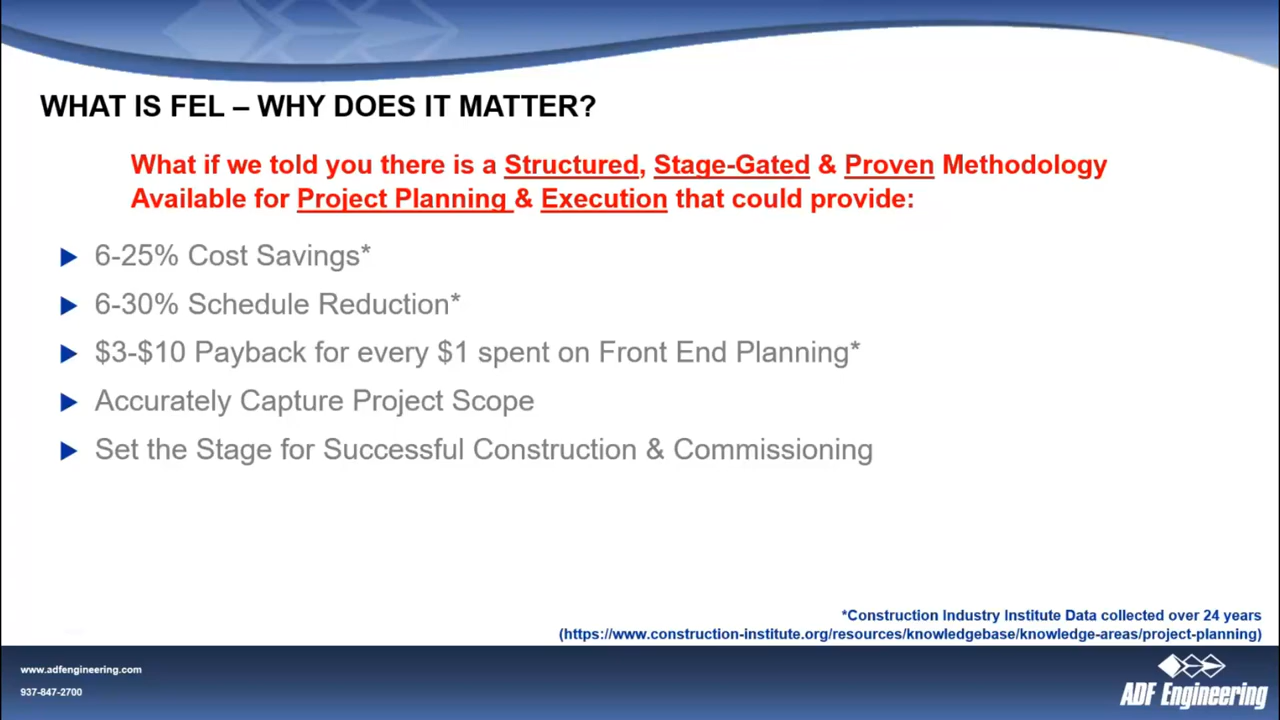 WHAT IS FEL – WHY DOES IT MATTER?
What if we told you there is a Structured, Stage-Gated & Proven Methodology
Available for Project Planning & Execution that could provide:
6-25% Cost Savings*
6-30% Schedule Reduction*
$3-$10 Payback for every $1 spent on Front End Planning*
Accurately Capture Project Scope
Set the Stage for Successful Construction & Commissioning
*Construction Industry Institute Data collected over 24 years
(https://www.construction-institute.org/resources/knowledgebase/knowledge-areas/project-planning)
www.adfengineering.com
937-847-2700
ADF Engineering